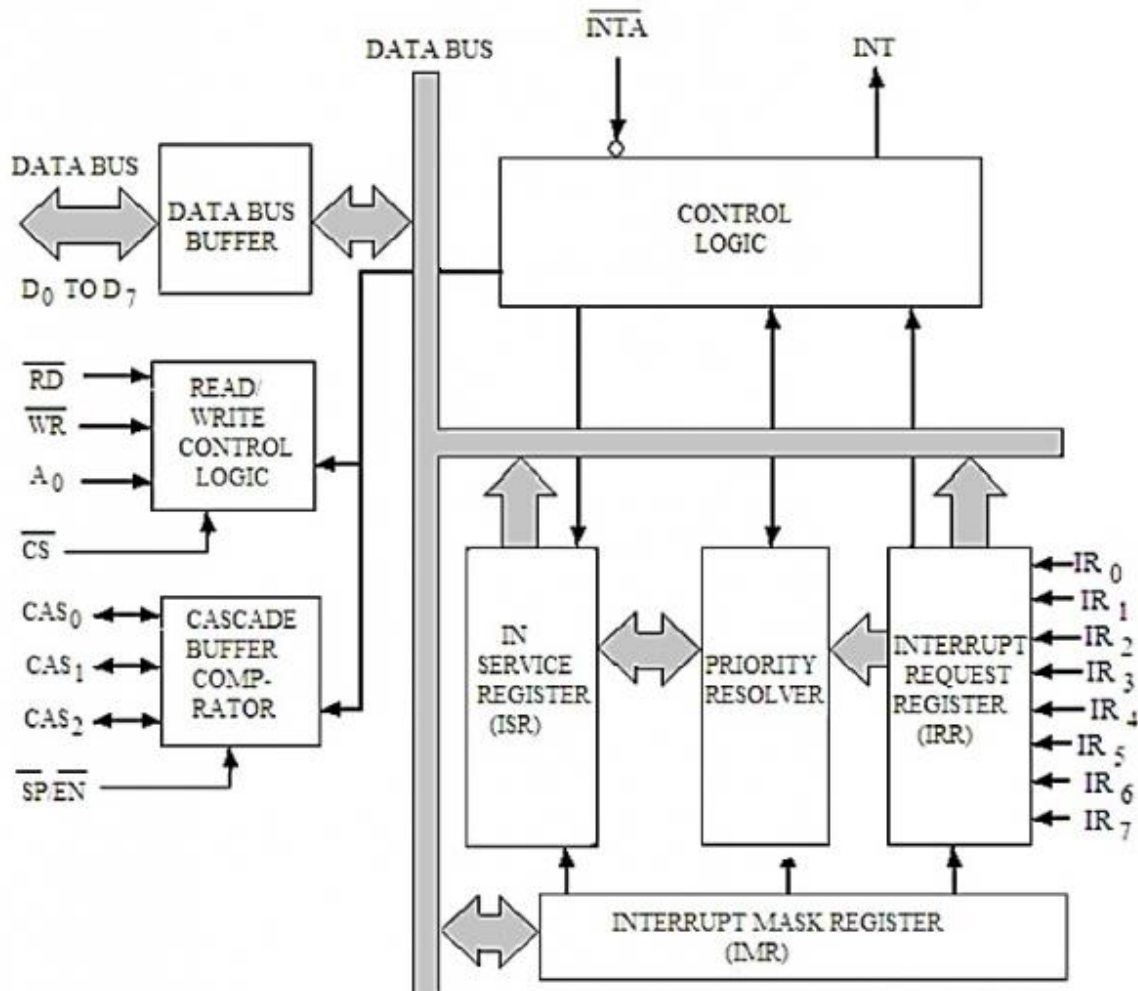 INTA
INT
DATA BUS
DATA BUS
DATA BUS
BUFFER
D0 TO D7
CONTROL
LOGIC
RD
WR
A0
CS
READ/
WRITE
CONTROL
LOGIC
CAS0
CAS1
CAS2
SP/EN
CASCADE
BUFFER
COMP-
RATOR
IN
SERVICE
REGISTER
(ISR)
PRIORITY
RESOLVER
INTERRUPT
REQUEST
REGISTER
(IRR)
IR 0
IR 1
IR 2
IR 3
IR 4
IR 5
IR 6
IR 7
INTERRUPT MASK REGISTER
(IMR)